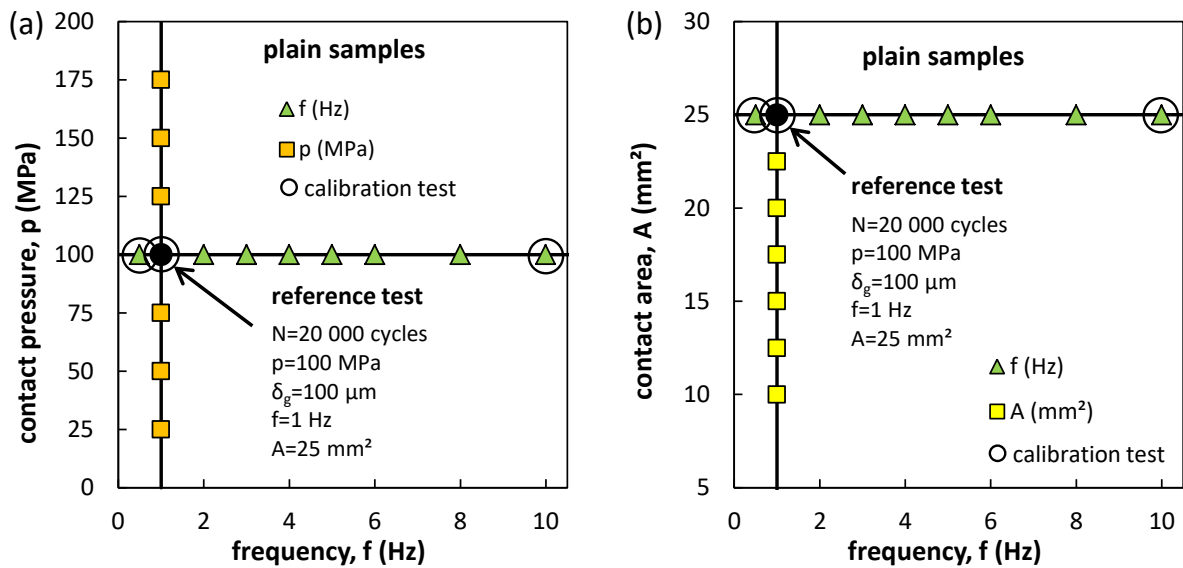 (a)
contact pressure, p (MPa)
200
175
150
125
100
75
50
25
0
plain samples
f (Hz)
p (MPa)
calibration test
reference test
N=20 000 cycles
p=100 MPa
δg=100 μm
f=1 Hz
A=25 mm²
0 2 4 6 8 10
frequency, f (Hz)
(b)
contact area, A (mm²)
30
25
20
15
10
5
plain samples
reference test
N=20 000 cycles
p=100 MPa
δg=100 μm
f=1 Hz
A=25 mm²
f (Hz)
A (mm²)
calibration test
0 2 4 6 8 10
frequency, f (Hz)